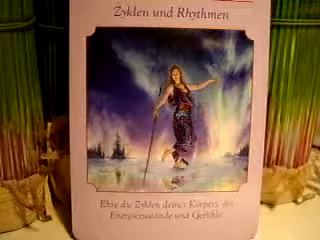 Zyklen und Rhythmen
Ehre die Zyklen deines Körpers, der
Energiezustände und Gefühle.